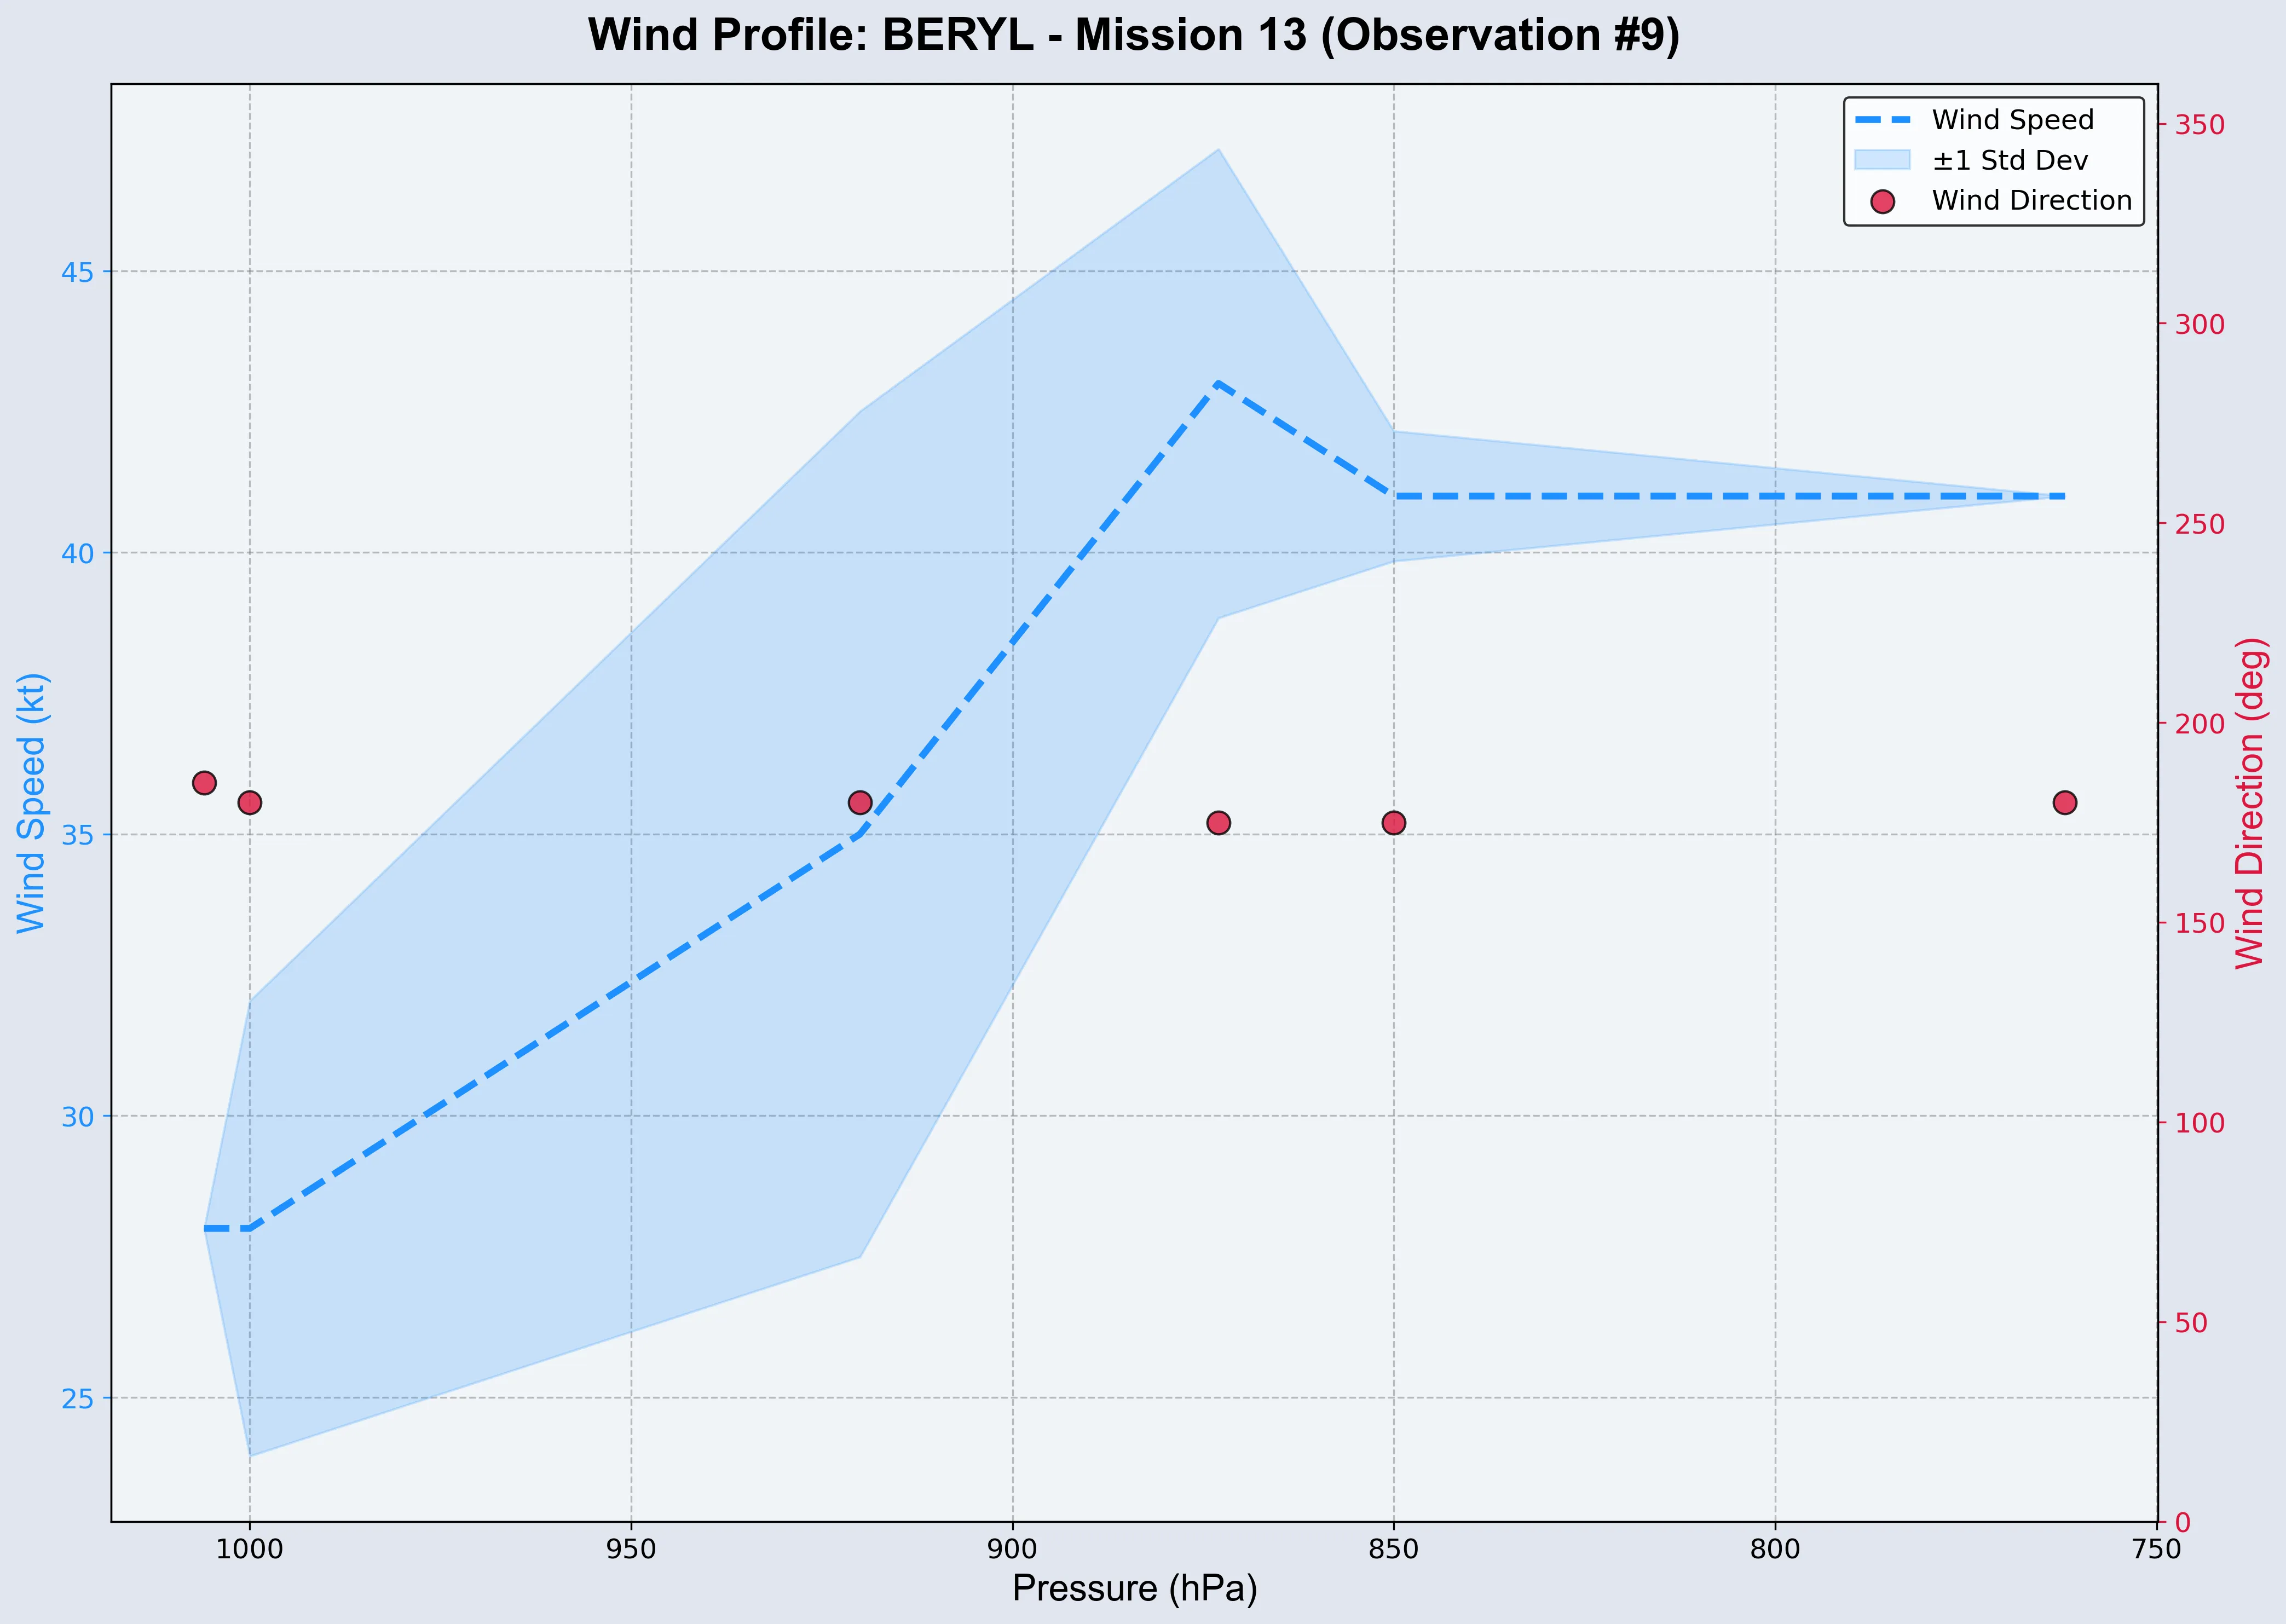 Wind Profile: BERYL - Mission 13 (Observation #9)
Wind Speed
±1 Std Dev
Wind Direction
Wind Speed (kt)
45
40
35
30
25
350
300
250
200
150
100
50
0
Wind Direction (deg)
1000
950
900
850
800
750
Pressure (hPa)